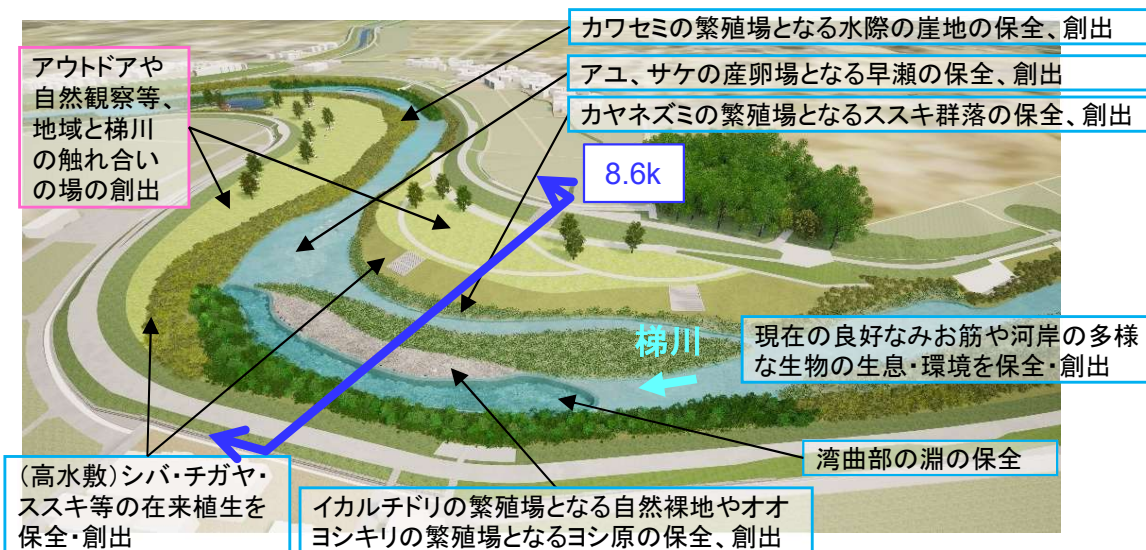 カワセミの繁殖場となる水際の崖地の保全、創出
アユ、サケの産卵場となる早瀬の保全、創出
カヤネズミの繁殖場となるススキ群落の保全、創出
アウトドアや
自然観察等、
地域と梯川
の触れ合い
の場の創出
8.6k
梯川
現在の良好なみお筋や河岸の多様
な生物の生息・環境を保全・創出
湾曲部の淵の保全
(高水敷)シバ・チガヤ・
ススキ等の在来植生を
保全・創出
イカルチドリの繁殖場となる自然裸地やオオ
ヨシキリの繁殖場となるヨシ原の保全、創出